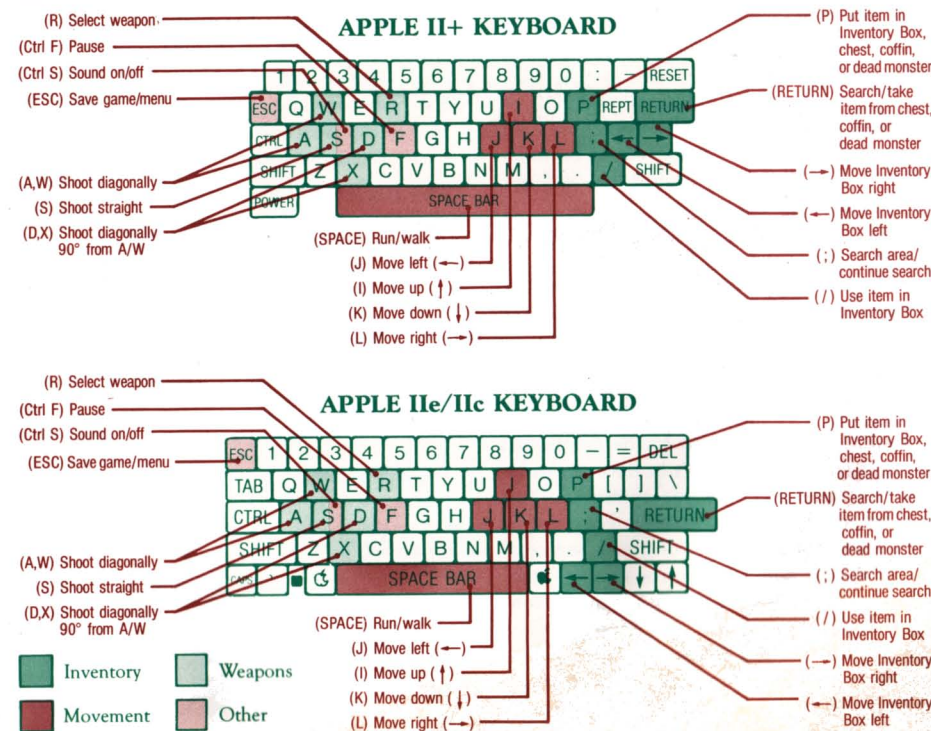 APPLE II+ KEYBOARD
(R) Select weapon
(Ctrl F) Pause
(Ctrl S) Sound on/off
(ESC) Save game/menu
(A,W) Shoot diagonally
(S) Shoot straight
(D,X) Shoot diagonally
90° from A/W
1 2 3 4 5 6 7 8 9 0 : – RESET
ESC Q W E R T Y U I O P REPT RETURN
CTRL A S D F G H J K L ; ← →
SHIFT Z X C V B N M , . / SHIFT
POWER SPACE BAR
(SPACE) Run/walk
(J) Move left (←)
(I) Move up (↑)
(K) Move down (↓)
(L) Move right (→)
(P) Put item in
Inventory Box,
chest, coffin,
or dead monster
(RETURN) Search/take
item from chest,
coffin, or
dead monster
(→) Move Inventory
Box right
(←) Move Inventory
Box left
(;) Search area/
continue search
(/) Use item in
Inventory Box
APPLE IIe/IIc KEYBOARD
(R) Select weapon
(Ctrl F) Pause
(Ctrl S) Sound on/off
(ESC) Save game/menu
(A,W) Shoot diagonally
(S) Shoot straight
(D,X) Shoot diagonally
90° from A/W
ESC 1 2 3 4 5 6 7 8 9 0 – = DEL
TAB Q W E R T Y U I O P [ ] \
CTRL A S D F G H J K L ; ' RETURN
SHIFT Z X C V B N M , . / SHIFT
CAPS ` SPACE BAR ← → ↓ ↑
(SPACE) Run/walk
(J) Move left (←)
(I) Move up (↑)
(K) Move down (↓)
(L) Move right (→)
(P) Put item in
Inventory Box,
chest, coffin,
or dead monster
(RETURN) Search/take
item from chest,
coffin, or
dead monster
(;) Search area/
continue search
(/) Use item in
Inventory Box
(→) Move Inventory
Box right
(←) Move Inventory
Box left
Inventory
Weapons
Movement
Other